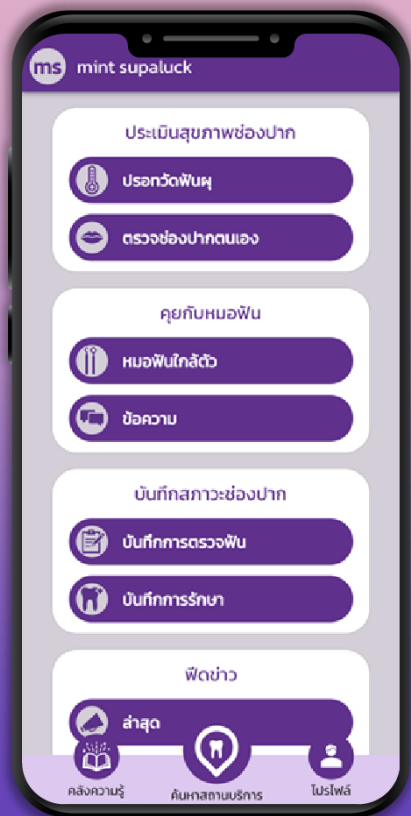 ms mint supaluck
ประเมินสุขภาพช่องปาก
ปรอทวัดฟันผุ
ตรวจช่องปากตนเอง
คุยกับหมอฟัน
หมอฟันใกล้ตัว
ข้อความ
บันทึกสภาวะช่องปาก
บันทึกการตรวจฟัน
บันทึกการรักษา
ฟีดข่าว
ล่าสุด
คลังความรู้ ค้นหาสถานบริการ โปรไฟล์